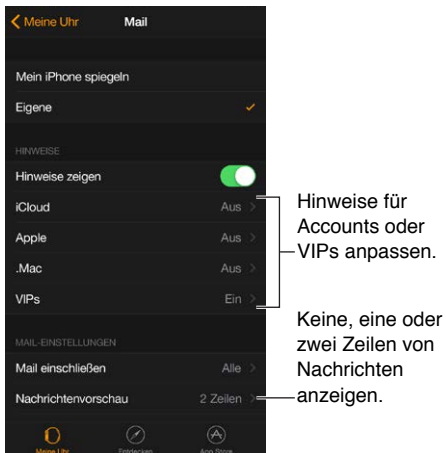 Meine Uhr Mail
Mein iPhone spiegeln
Eigene
HINWEISE
Hinweise zeigen
iCloud Aus
Apple Aus
.Mac Aus
VIPs Ein
MAIL-EINSTELLUNGEN
Mail einschließen Alle
Nachrichtenvorschau 2 Zeilen
Meine Uhr Entdecken App Store
Hinweise für
Accounts oder
VIPs anpassen.
Keine, eine oder
zwei Zeilen von
Nachrichten
anzeigen.